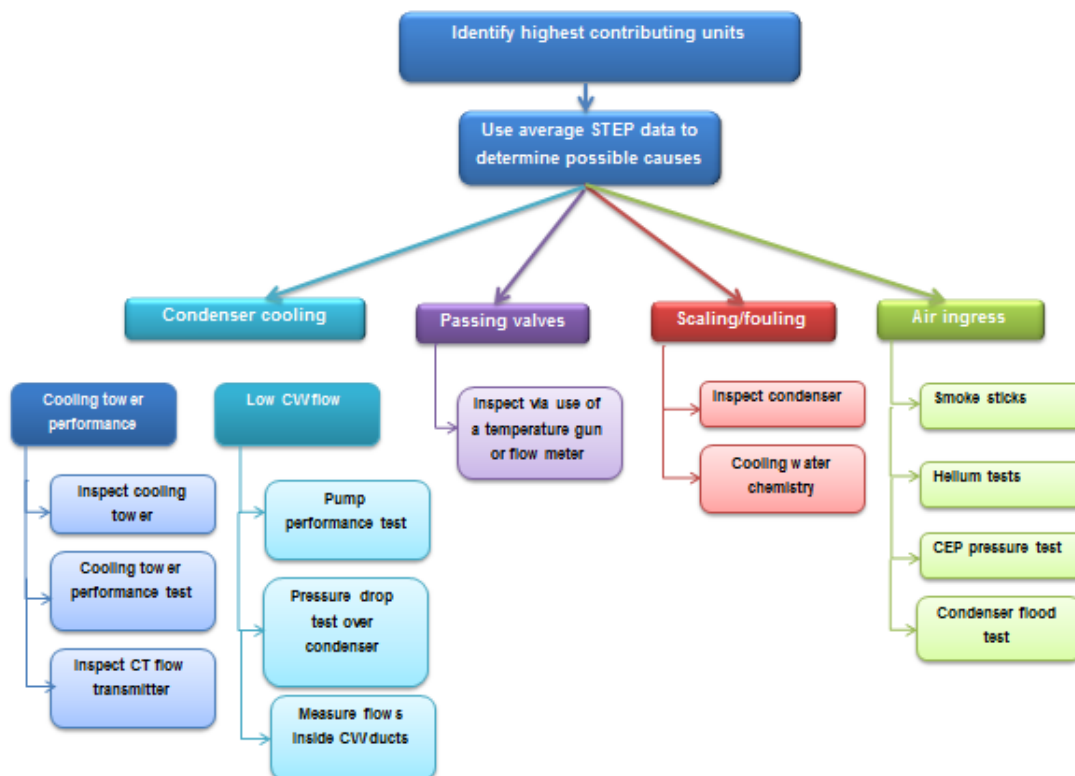 Identify highest contributing units
Use average STEP data to
determine possible causes
Condenser cooling
Passing valves
Scaling/fouling
Air ingress
Cooling tower
performance
Low CW flow
Inspect cooling
tower
Cooling tower
performance test
Inspect CT flow
transmitter
Pump
performance test
Pressure drop
test over
condenser
Measure flows
inside CW ducts
Inspect via use of
a temperature gun
or flow meter
Inspect condenser
Cooling water
chemistry
Smoke sticks
Helium tests
CEP pressure test
Condenser flood
test